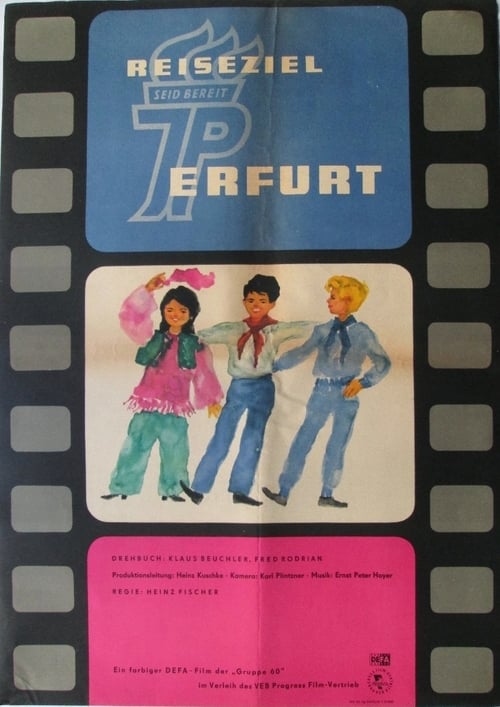 REISEZIEL
SEID BEREIT
JP
ERFURT
DREHBUCH: KLAUS BEUCHLER, FRED RODRIAN
Produktionsleitung: Heinz Kuschke · Kamera: Karl Plintzner · Musik: Ernst Peter Hoyer
REGIE: HEINZ FISCHER
Ein farbiger DEFA-Film der „Gruppe 60"
im Verleih des VEB Progress Film-Vertrieb
DEFA